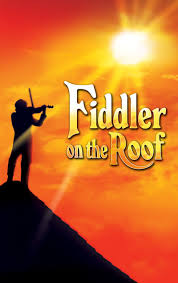 Fiddler
on the Roof